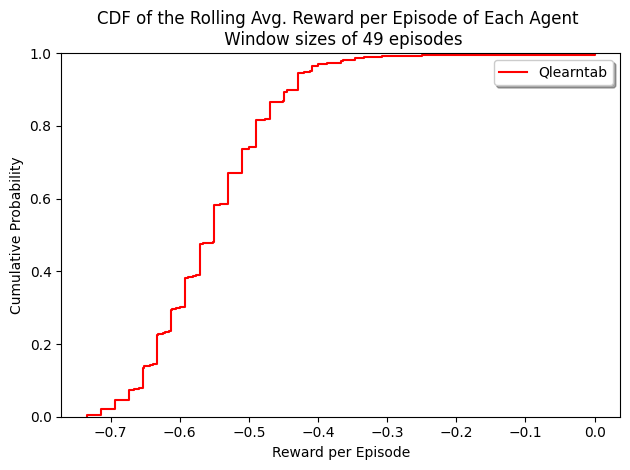 CDF of the Rolling Avg. Reward per Episode of Each Agent
Window sizes of 49 episodes
Qlearntab
1.0
0.8
0.6
0.4
0.2
0.0
Cumulative Probability
−0.7
−0.6
−0.5
−0.4
−0.3
−0.2
−0.1
0.0
Reward per Episode